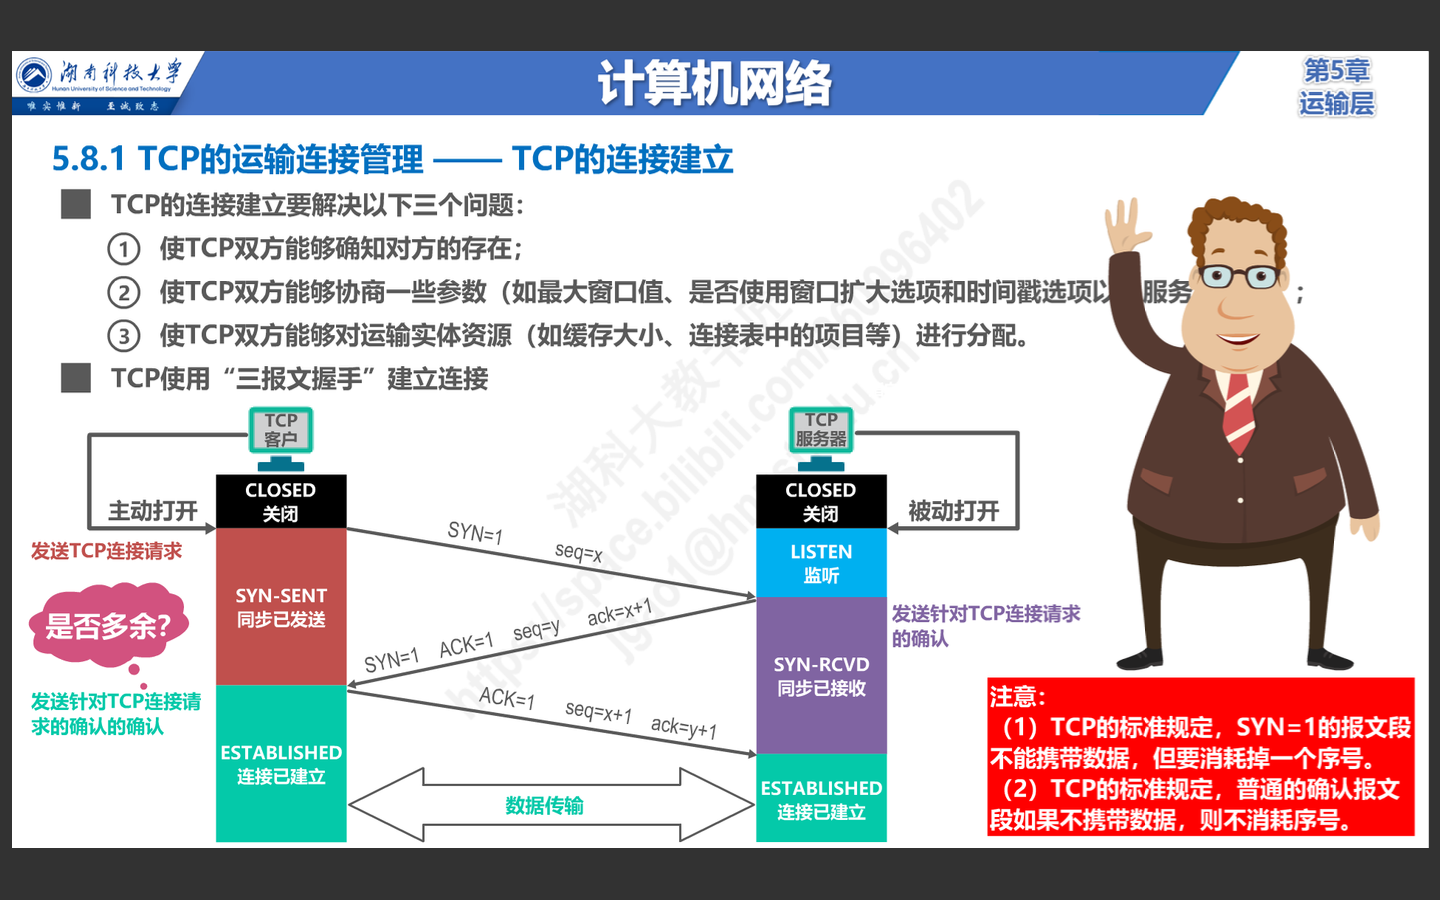 湖南科技大学
Hunan University of Science and Technology
唯实惟新 至诚致志
计算机网络
第5章
运输层
5.8.1 TCP的运输连接管理 —— TCP的连接建立
TCP的连接建立要解决以下三个问题：
① 使TCP双方能够确知对方的存在；
② 使TCP双方能够协商一些参数（如最大窗口值、是否使用窗口扩大选项和时间戳选项以 服务 ；
③ 使TCP双方能够对运输实体资源（如缓存大小、连接表中的项目等）进行分配。
TCP使用“三报文握手”建立连接
TCP
客户
TCP
服务器
CLOSED
关闭
CLOSED
关闭
主动打开
被动打开
发送TCP连接请求
SYN=1 seq=x
LISTEN
监听
SYN-SENT
同步已发送
是否多余？
发送针对TCP连接请求
的确认
SYN=1 ACK=1 seq=y ack=x+1
SYN-RCVD
同步已接收
发送针对TCP连接请
求的确认的确认
ACK=1 seq=x+1 ack=y+1
ESTABLISHED
连接已建立
ESTABLISHED
连接已建立
数据传输
注意：
（1）TCP的标准规定，SYN=1的报文段
不能携带数据，但要消耗掉一个序号。
（2）TCP的标准规定，普通的确认报文
段如果不携带数据，则不消耗序号。